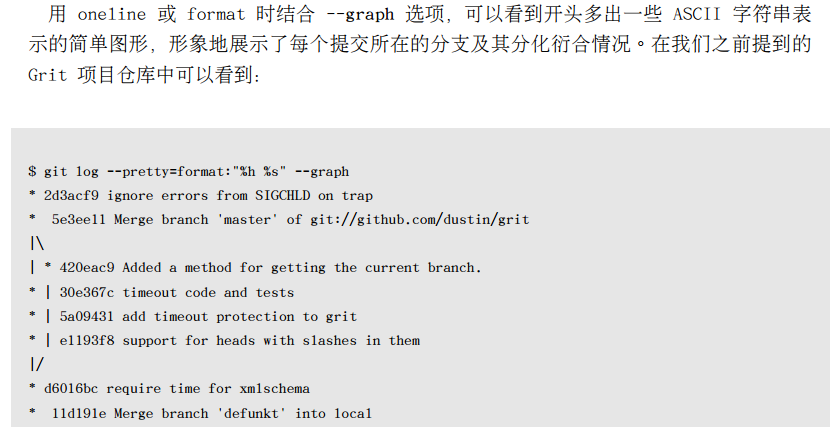 用 oneline 或 format 时结合 --graph 选项，可以看到开头多出一些 ASCII 字符串表
示的简单图形，形象地展示了每个提交所在的分支及其分化衍合情况。在我们之前提到的
Grit 项目仓库中可以看到：
$ git log --pretty=format:"%h %s" --graph
* 2d3acf9 ignore errors from SIGCHLD on trap
*  5e3ee11 Merge branch 'master' of git://github.com/dustin/grit
|\
| * 420eac9 Added a method for getting the current branch.
* | 30e367c timeout code and tests
* | 5a09431 add timeout protection to grit
* | e1193f8 support for heads with slashes in them
|/
* d6016bc require time for xmlschema
*  11d191e Merge branch 'defunkt' into local